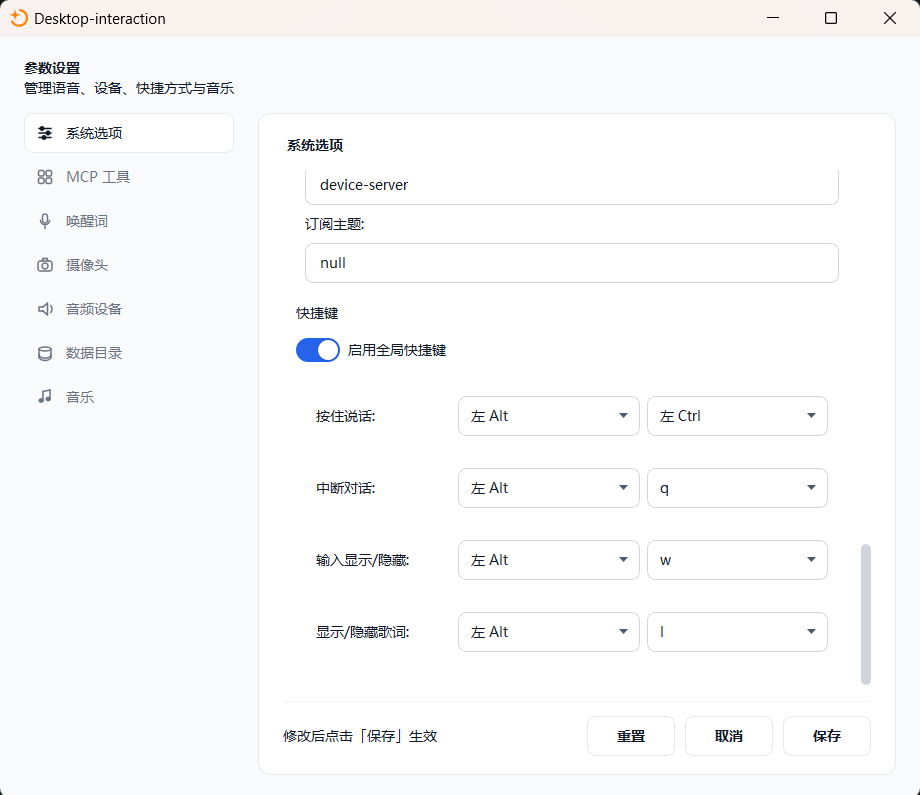 Desktop-interaction
参数设置
管理语音、设备、快捷方式与音乐
系统选项
MCP 工具
唤醒词
摄像头
音频设备
数据目录
音乐
系统选项
device-server
订阅主题:
null
快捷键
启用全局快捷键
按住说话: 左 Alt 左 Ctrl
中断对话: 左 Alt q
输入显示/隐藏: 左 Alt w
显示/隐藏歌词: 左 Alt l
修改后点击「保存」生效 重置 取消 保存